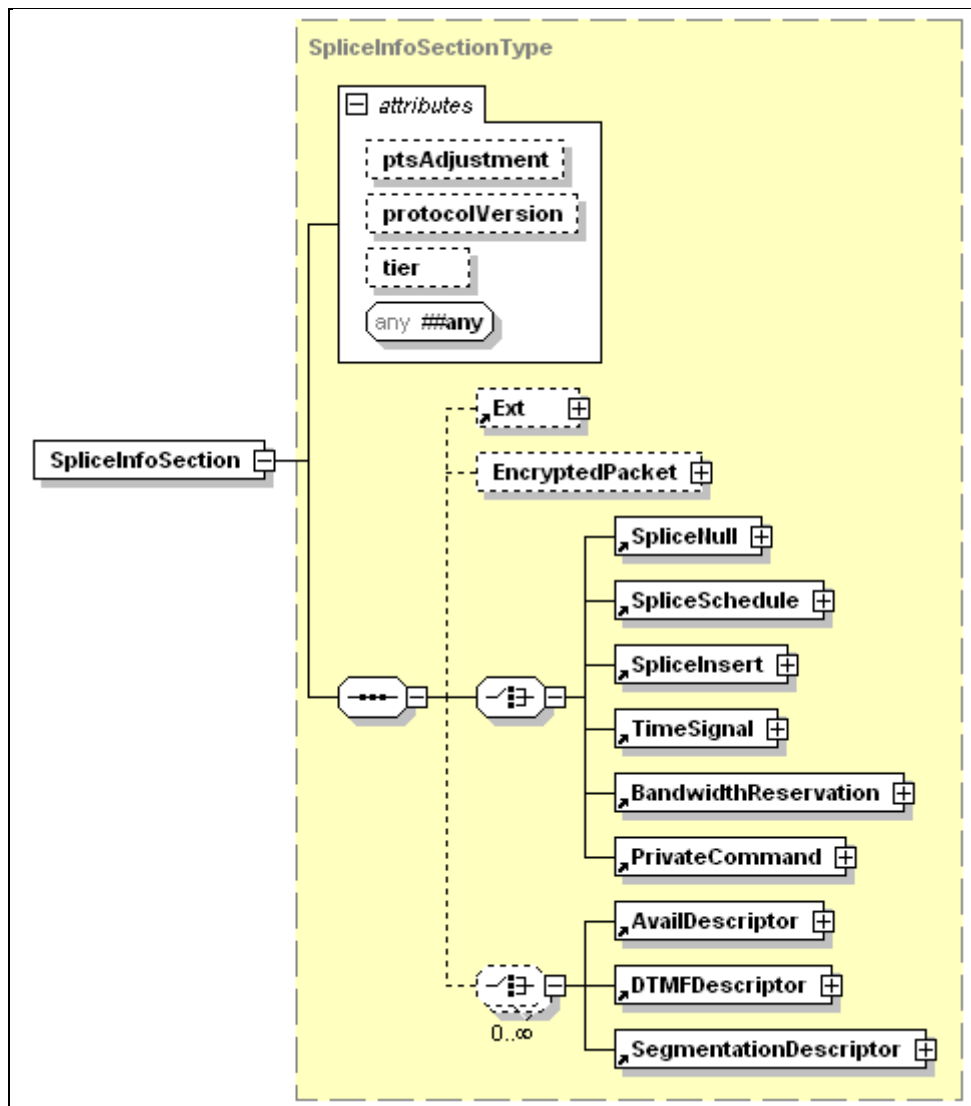 SpliceInfoSectionType
attributes
ptsAdjustment
protocolVersion
tier
any ##any
Ext
EncryptedPacket
SpliceInfoSection
SpliceNull
SpliceSchedule
SpliceInsert
TimeSignal
BandwidthReservation
PrivateCommand
AvailDescriptor
DTMFDescriptor
0..∞
SegmentationDescriptor